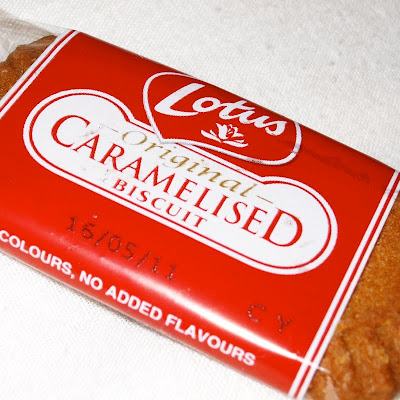 Lotus
Original
CARAMELISED
BISCUIT
16/05/11 CY
COLOURS, NO ADDED FLAVOURS